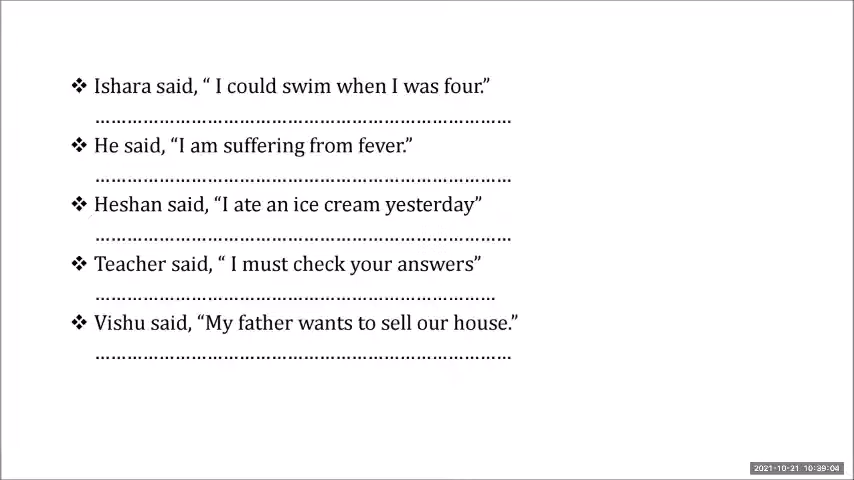 ❖ Ishara said, “ I could swim when I was four.”
……………………………………………………………………
❖ He said, “I am suffering from fever.”
……………………………………………………………………
❖ Heshan said, “I ate an ice cream yesterday”
……………………………………………………………………
❖ Teacher said, “ I must check your answers”
…………………………………………………………………
❖ Vishu said, “My father wants to sell our house.”
……………………………………………………………………
2021-10-21 10:39:04